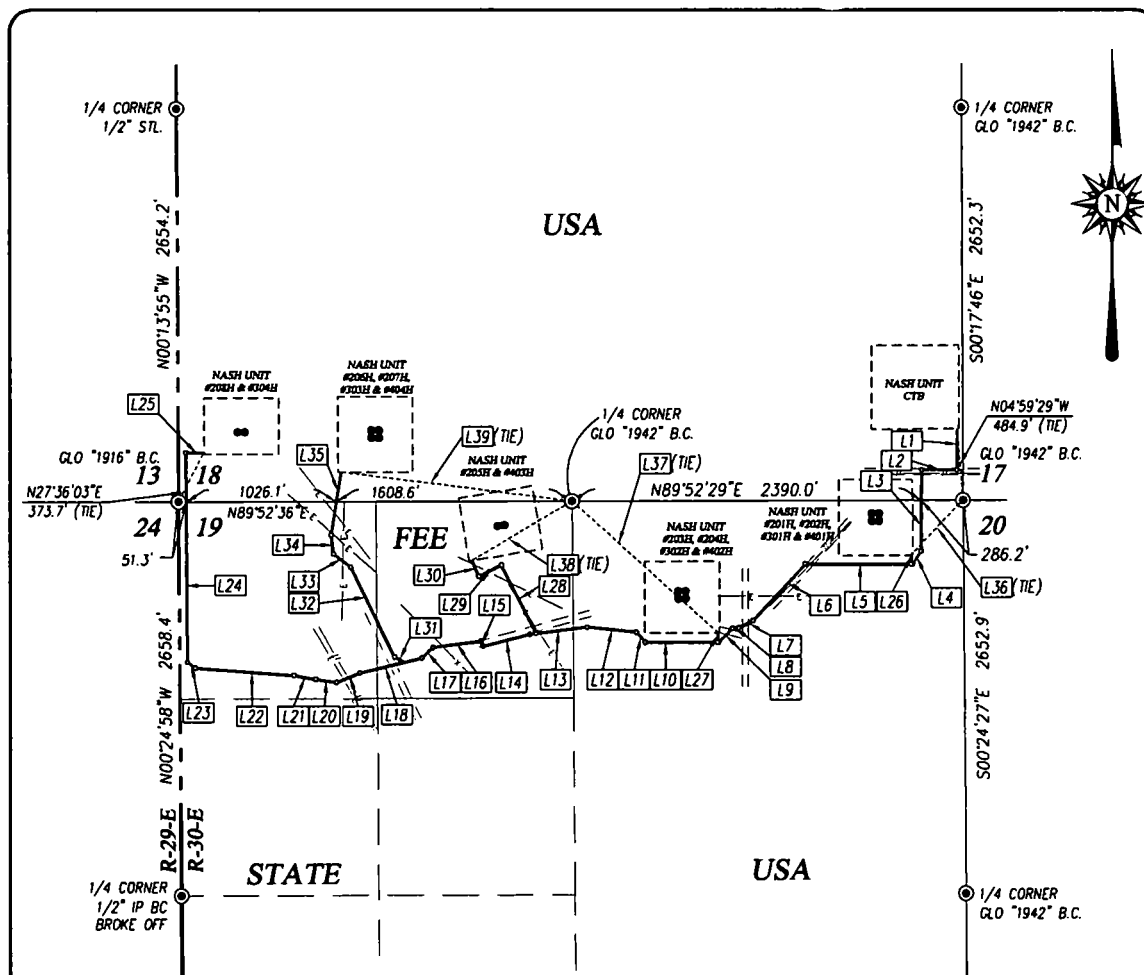 1/4 CORNER
1/2" STL.
1/4 CORNER
GLO "1942" B.C.
USA
N
N00°13'55"W 2654.2'
S00°17'46"E 2652.3'
NASH UNIT
#208H & #304H
NASH UNIT
#206H, #207H,
#303H & #404H
NASH UNIT
CTB
L25
L39 (TIE)
1/4 CORNER
GLO "1942" B.C.
N04°59'29"W
484.9' (TIE)
L1
L2
GLO "1916" B.C.
13
18
L35
NASH UNIT
#205H & #405H
L37 (TIE)
17
GLO "1942" B.C.
L3
N27°36'03"E
373.7' (TIE)
1026.1'
1608.6'
N89°52'29"E 2390.0'
NASH UNIT
#201H, #202H,
#301H & #401H
24
19
N89°52'36"E
20
51.3'
FEE
NASH UNIT
#203H, #204H,
#302H & #402H
286.2'
L34
L33
L32
L30
L29
L38 (TIE)
L15
L28
L36 (TIE)
L24
L6
L5
L26
L4
L31
L7
L8
L9
L23
L22
L21
L20
L19
L18
L17
L16
L14
L13
L12
L11
L10
L27
N00°24'58"W 2658.4'
S00°24'27"E 2652.9'
R-29-E
R-30-E
STATE
USA
1/4 CORNER
1/2" IP BC
BROKE OFF
1/4 CORNER
GLO "1942" B.C.